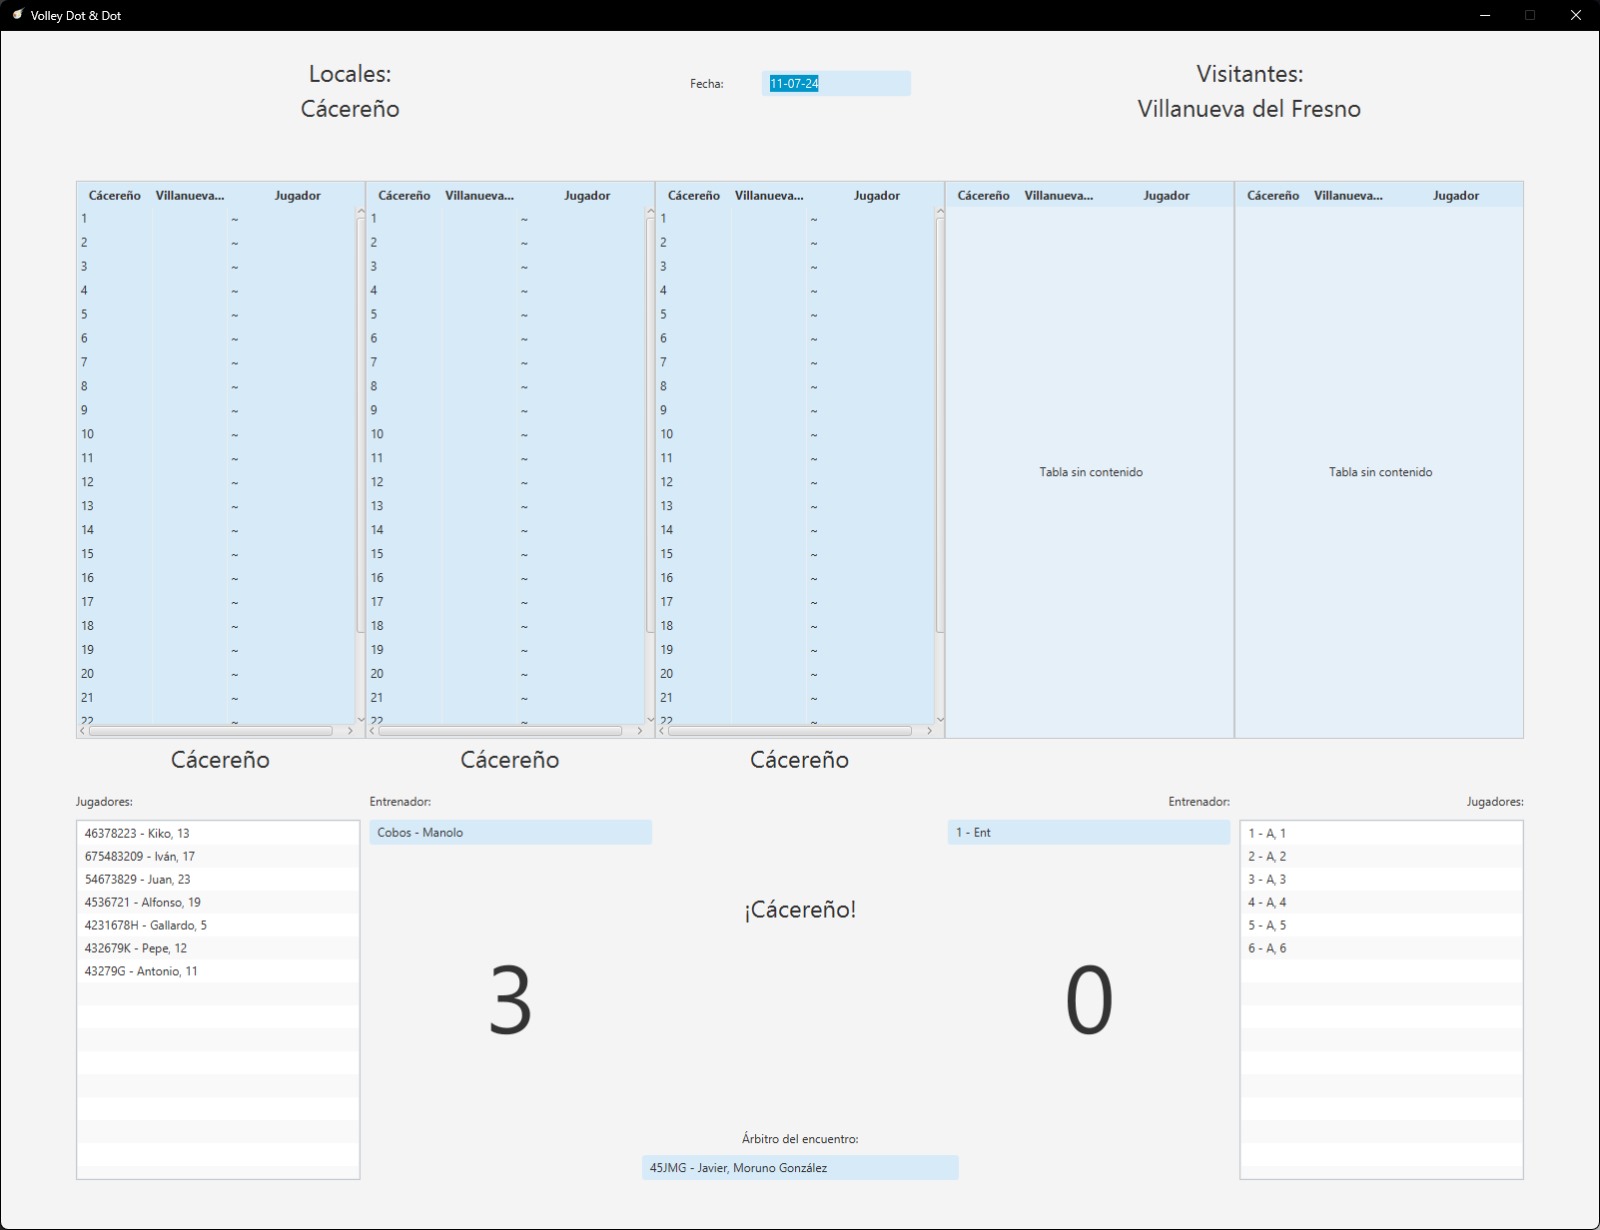 Volley Dot & Dot
Locales:
Cácereño
Fecha:
11-07-24
Visitantes:
Villanueva del Fresno
Cácereño Villanueva... Jugador Cácereño Villanueva... Jugador Cácereño Villanueva... Jugador Cácereño Villanueva... Jugador Cácereño Villanueva... Jugador
1 ~ 1 ~ 1 ~
2 ~ 2 ~ 2 ~
3 ~ 3 ~ 3 ~
4 ~ 4 ~ 4 ~
5 ~ 5 ~ 5 ~
6 ~ 6 ~ 6 ~
7 ~ 7 ~ 7 ~
8 ~ 8 ~ 8 ~
9 ~ 9 ~ 9 ~
10 ~ 10 ~ 10 ~
11 ~ 11 ~ 11 ~
12 ~ 12 ~ 12 ~
13 ~ 13 ~ 13 ~
14 ~ 14 ~ 14 ~
15 ~ 15 ~ 15 ~
16 ~ 16 ~ 16 ~
17 ~ 17 ~ 17 ~
18 ~ 18 ~ 18 ~
19 ~ 19 ~ 19 ~
20 ~ 20 ~ 20 ~
21 ~ 21 ~ 21 ~
22 ~ 22 ~ 22 ~
Tabla sin contenido
Tabla sin contenido
Cácereño Cácereño Cácereño
Jugadores:
46378223 - Kiko, 13
675483209 - Iván, 17
54673829 - Juan, 23
4536721 - Alfonso, 19
4231678H - Gallardo, 5
432679K - Pepe, 12
43279G - Antonio, 11
Entrenador:
Cobos - Manolo
3
¡Cácereño!
Entrenador:
1 - Ent
0
Jugadores:
1 - A, 1
2 - A, 2
3 - A, 3
4 - A, 4
5 - A, 5
6 - A, 6
Árbitro del encuentro:
45JMG - Javier, Moruno González